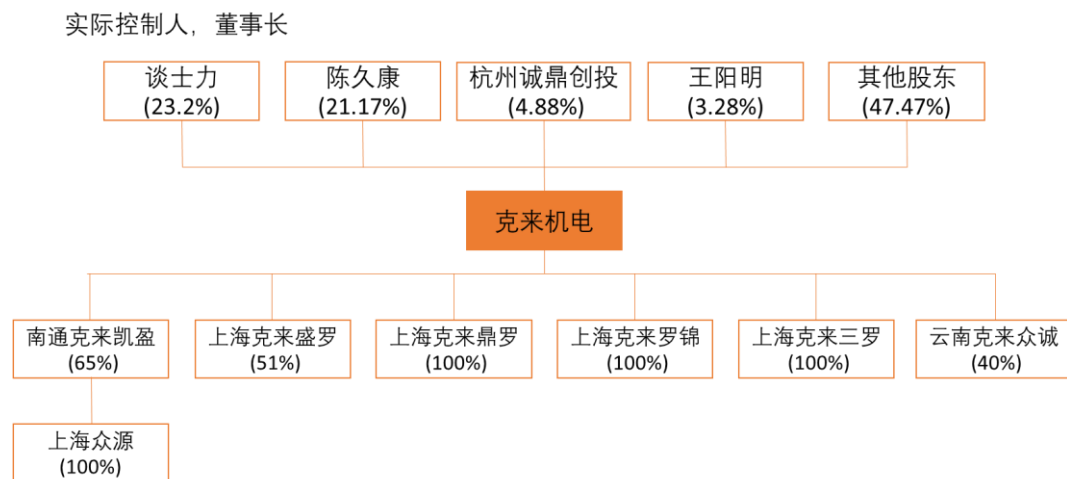 实际控制人，董事长
谈士力
(23.2%)
陈久康
(21.17%)
杭州诚鼎创投
(4.88%)
王阳明
(3.28%)
其他股东
(47.47%)
克来机电
南通克来凯盈
(65%)
上海克来盛罗
(51%)
上海克来鼎罗
(100%)
上海克来罗锦
(100%)
上海克来三罗
(100%)
云南克来众诚
(40%)
上海众源
(100%)